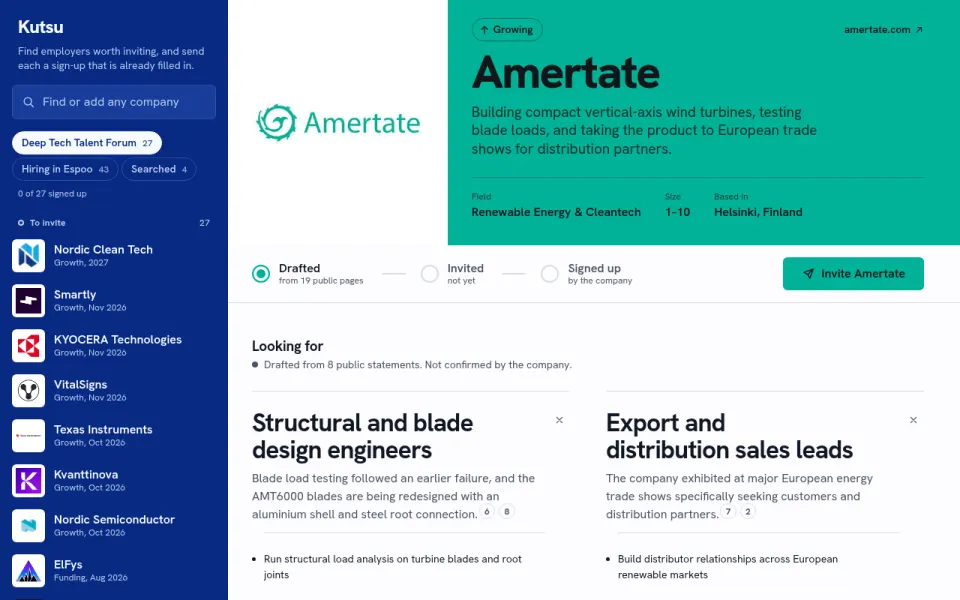 Kutsu
Find employers worth inviting, and send
each a sign-up that is already filled in.
Find or add any company
Deep Tech Talent Forum 27
Hiring in Espoo 43
Searched 4
0 of 27 signed up
To invite 27
Nordic Clean Tech
Growth, 2027
Smartly
Growth, Nov 2026
KYOCERA Technologies
Growth, Nov 2026
VitalSigns
Growth, Nov 2026
Texas Instruments
Growth, Oct 2026
Kvanttinova
Growth, Oct 2026
Nordic Semiconductor
Growth, Oct 2026
ElFys
Funding, Aug 2026
Amertate
↑ Growing
amertate.com ↗
Amertate
Building compact vertical-axis wind turbines, testing
blade loads, and taking the product to European trade
shows for distribution partners.
Field
Renewable Energy & Cleantech
Size
1–10
Based in
Helsinki, Finland
Drafted
from 19 public pages
Invited
not yet
Signed up
by the company
Invite Amertate
Looking for
Drafted from 8 public statements. Not confirmed by the company.
Structural and blade
design engineers
Blade load testing followed an earlier failure, and the
AMT6000 blades are being redesigned with an
aluminium shell and steel root connection. 6 8
• Run structural load analysis on turbine blades and root
joints
Export and
distribution sales leads
The company exhibited at major European energy
trade shows specifically seeking customers and
distribution partners. 7 2
• Build distributor relationships across European
renewable markets